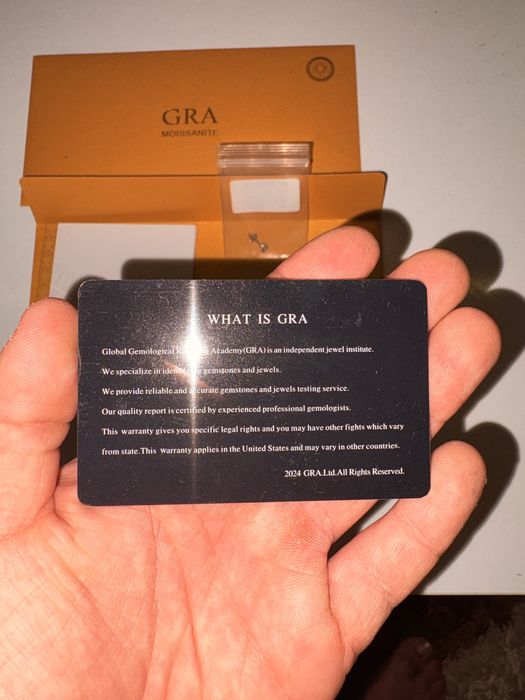 GRA
MOISSANITE
WHAT IS GRA
Global Gemological Academy(GRA) is an independent jewel institute.
We specialize in identifying gemstones and jewels.
We provide reliable and accurate gemstones and jewels testing service.
Our quality report is certified by experienced professional gemologists.
This warranty gives you specific legal rights and you may have other fights which vary
from state.This warranty applies in the United States and may vary in other countries.
2024 GRA.Ltd.All Rights Reserved.